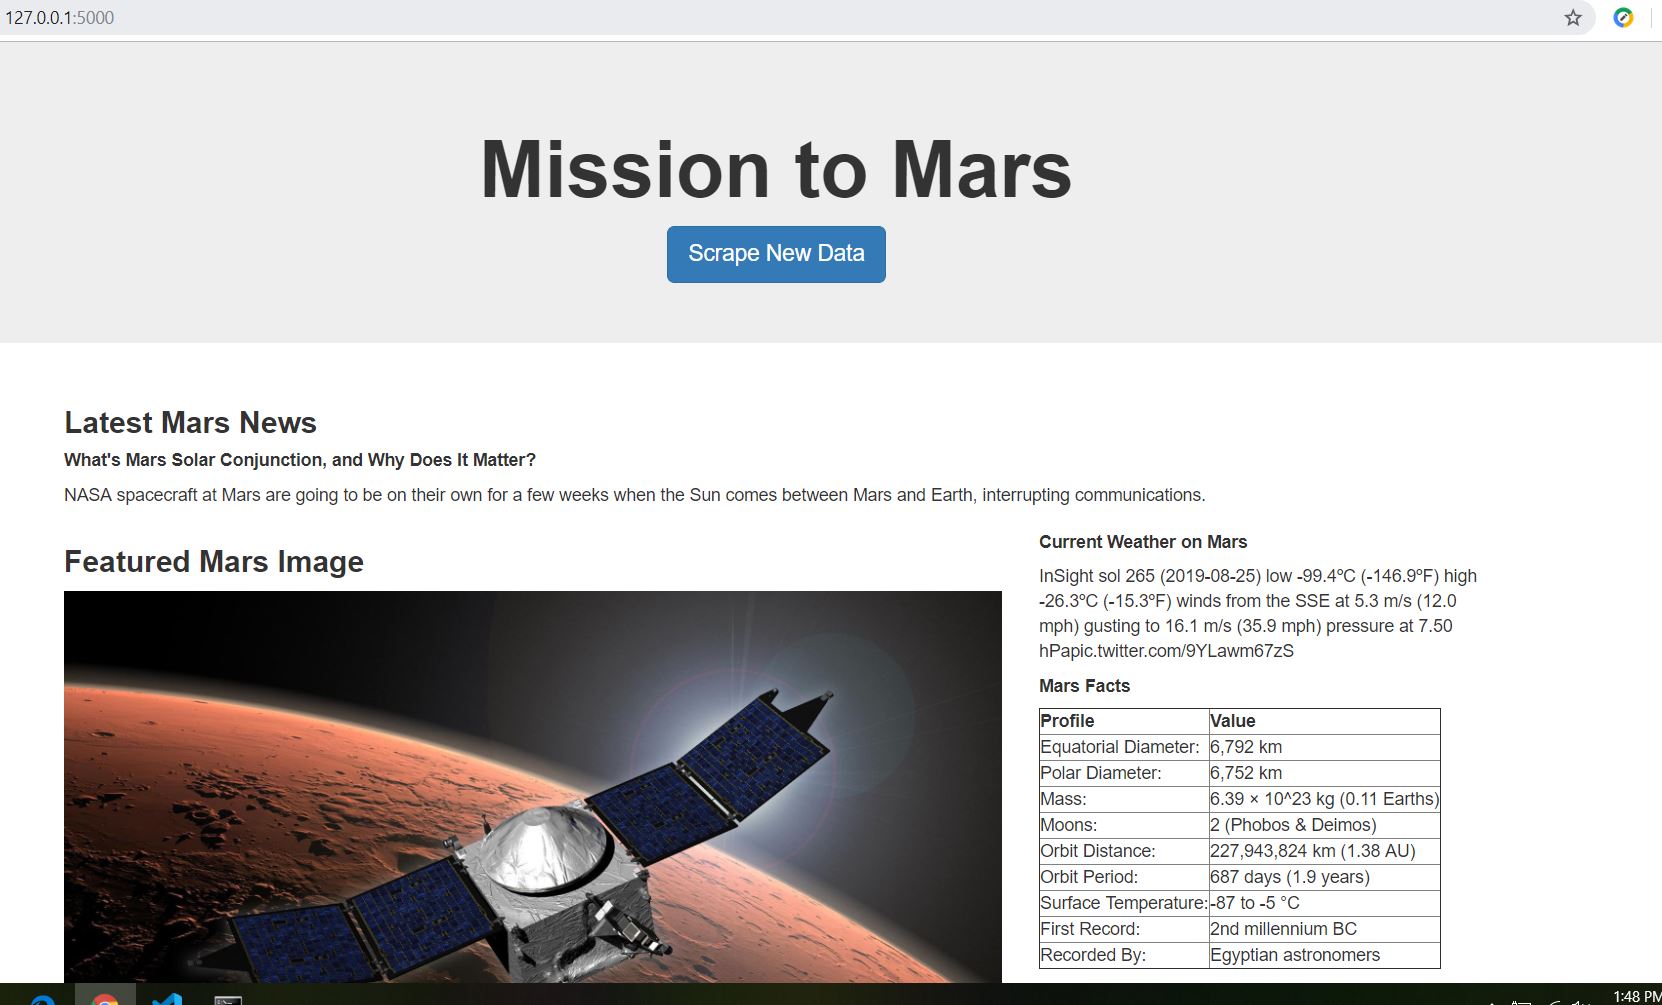 127.0.0.1:5000
Mission to Mars
Scrape New Data
Latest Mars News
What's Mars Solar Conjunction, and Why Does It Matter?
NASA spacecraft at Mars are going to be on their own for a few weeks when the Sun comes between Mars and Earth, interrupting communications.
Featured Mars Image
Current Weather on Mars
InSight sol 265 (2019-08-25) low -99.4ºC (-146.9ºF) high
-26.3ºC (-15.3ºF) winds from the SSE at 5.3 m/s (12.0
mph) gusting to 16.1 m/s (35.9 mph) pressure at 7.50
hPapic.twitter.com/9YLawm67zS
Mars Facts
Profile Value
Equatorial Diameter: 6,792 km
Polar Diameter: 6,752 km
Mass: 6.39 × 10^23 kg (0.11 Earths)
Moons: 2 (Phobos & Deimos)
Orbit Distance: 227,943,824 km (1.38 AU)
Orbit Period: 687 days (1.9 years)
Surface Temperature: -87 to -5 °C
First Record: 2nd millennium BC
Recorded By: Egyptian astronomers
1:48 PM